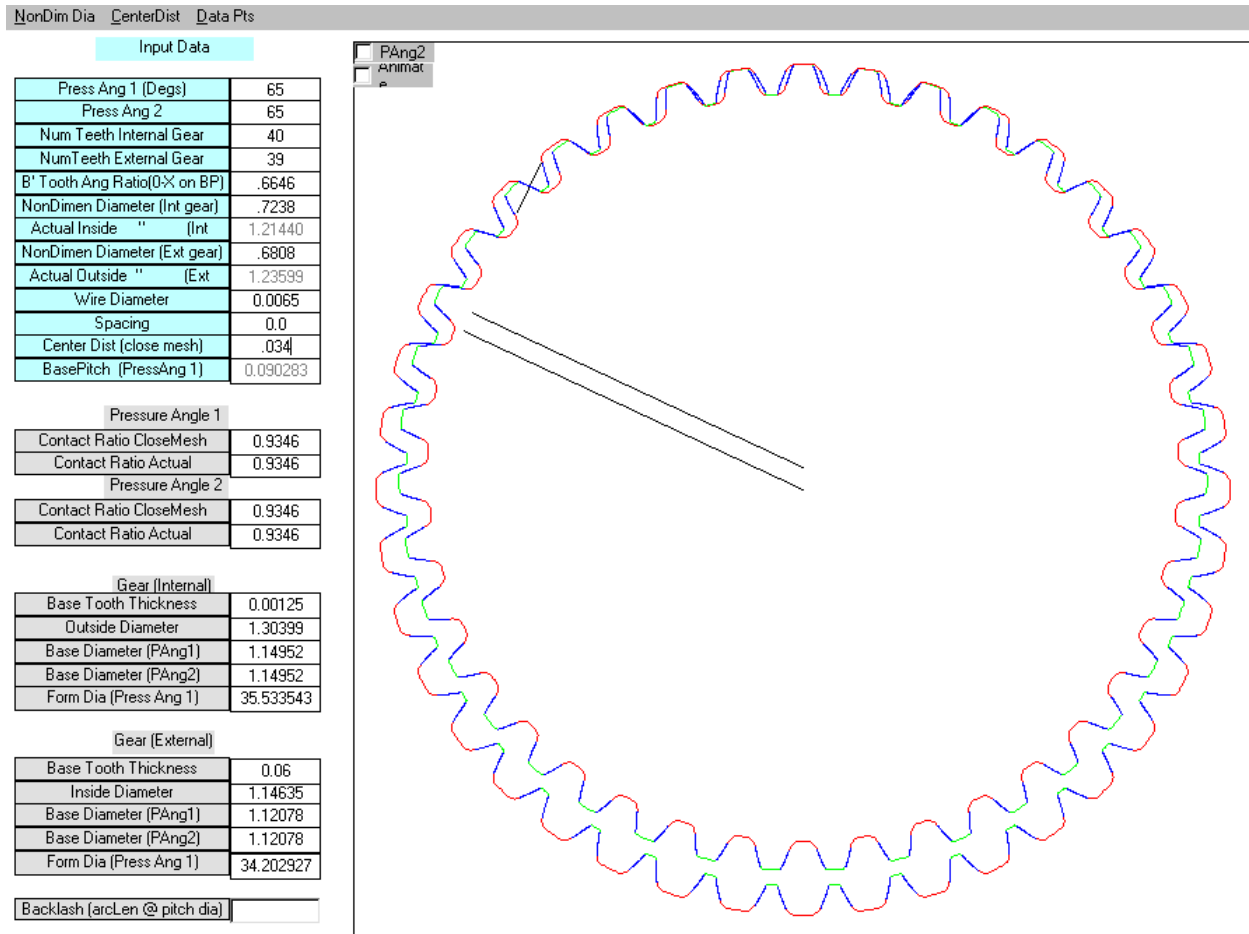 NonDim Dia CenterDist Data Pts
Input Data
Press Ang 1 (Degs) 65
Press Ang 2 65
Num Teeth Internal Gear 40
NumTeeth External Gear 39
B' Tooth Ang Ratio(0-X on BP) .6646
NonDimen Diameter (Int gear) .7238
Actual Inside " (Int 1.21440
NonDimen Diameter (Ext gear) .6808
Actual Outside " (Ext 1.23599
Wire Diameter 0.0065
Spacing 0.0
Center Dist (close mesh) .034
BasePitch (PressAng 1) 0.090283
Pressure Angle 1
Contact Ratio CloseMesh 0.9346
Contact Ratio Actual 0.9346
Pressure Angle 2
Contact Ratio CloseMesh 0.9346
Contact Ratio Actual 0.9346
Gear (Internal)
Base Tooth Thickness 0.00125
Outside Diameter 1.30399
Base Diameter (PAng1) 1.14952
Base Diameter (PAng2) 1.14952
Form Dia (Press Ang 1) 35.533543
Gear (External)
Base Tooth Thickness 0.06
Inside Diameter 1.14635
Base Diameter (PAng1) 1.12078
Base Diameter (PAng2) 1.12078
Form Dia (Press Ang 1) 34.202927
Backlash (arcLen @ pitch dia)
PAng2
Animat
e